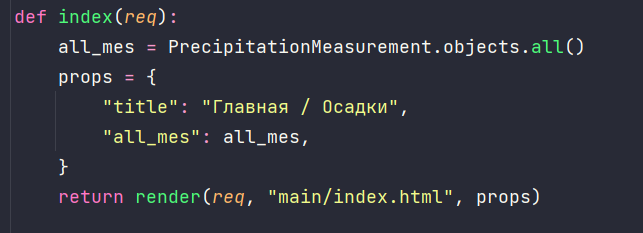 def index(req):
    all_mes = PrecipitationMeasurement.objects.all()
    props = {
        "title": "Главная / Осадки",
        "all_mes": all_mes,
    }
    return render(req, "main/index.html", props)